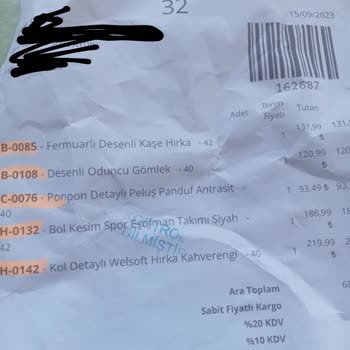 32
15/09/2023
162687
Adet Birim Fiyatı Tutarı
B-0085 - Fermuarlı Desenli Kaşe Hırka - 42 1 131,99 ₺
B-0108 - Desenli Oduncu Gömlek - 40 1 120,99 ₺
C-0076 - Ponpon Detaylı Peluş Panduf Antrasit - 40 1 93,49 ₺
H-0132 - Bol Kesim Spor Eşofman Takımı Siyah - 42 1 186,99
H-0142 - Kol Detaylı Welsoft Hırka Kahverengi - 40 1 219,99 ₺
Ara Toplam
Sabit Fiyatlı Kargo
%20 KDV
%10 KDV